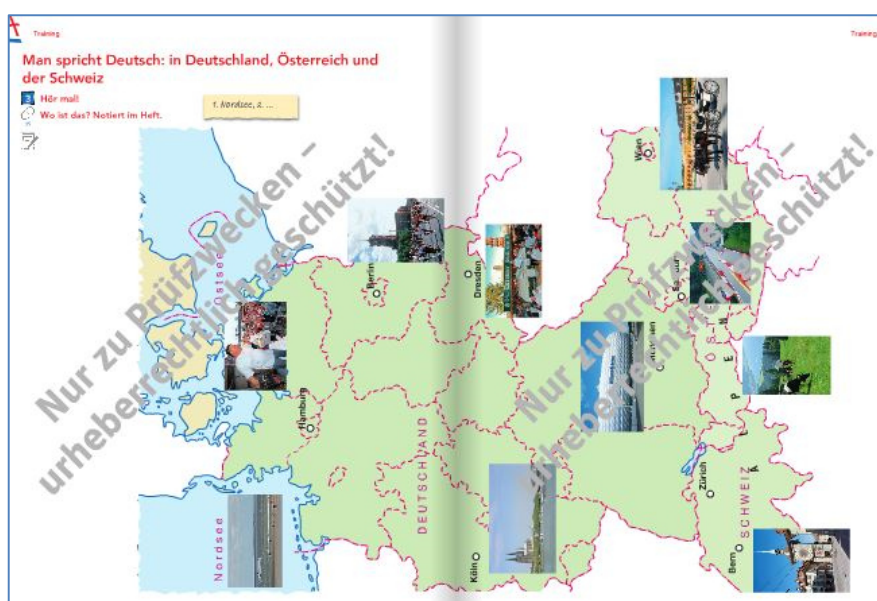 Training
Training
Man spricht Deutsch: in Deutschland, Österreich und
der Schweiz
Hör mal!
Wo ist das? Notiert im Heft.
1. Nordsee, 2. ...
Nur zu Prüfzwecken –
urheberrechtlich geschützt!
Nur zu Prüfzwecken –
urheberrechtlich geschützt!
Ostsee
Nordsee
Hamburg
Berlin
Dresden
DEUTSCHLAND
Köln
Wien
Zürich
Bern
SCHWEIZ
ALPEN